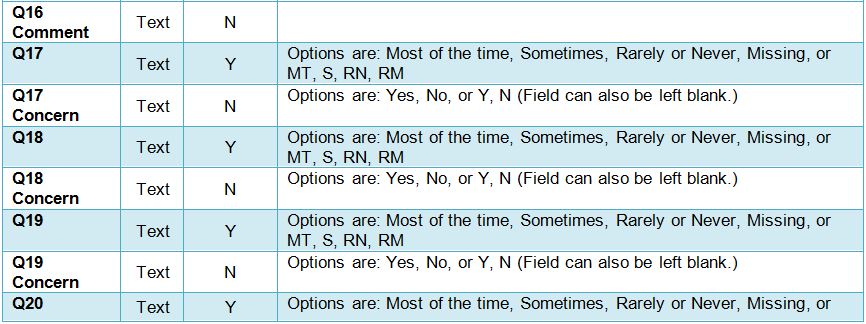 Q16
Comment Text N
Q17 Text Y Options are: Most of the time, Sometimes, Rarely or Never, Missing, or
MT, S, RN, RM
Q17
Concern Text N Options are: Yes, No, or Y, N (Field can also be left blank.)
Q18 Text Y Options are: Most of the time, Sometimes, Rarely or Never, Missing, or
MT, S, RN, RM
Q18
Concern Text N Options are: Yes, No, or Y, N (Field can also be left blank.)
Q19 Text Y Options are: Most of the time, Sometimes, Rarely or Never, Missing, or
MT, S, RN, RM
Q19
Concern Text N Options are: Yes, No, or Y, N (Field can also be left blank.)
Q20 Text Y Options are: Most of the time, Sometimes, Rarely or Never, Missing, or